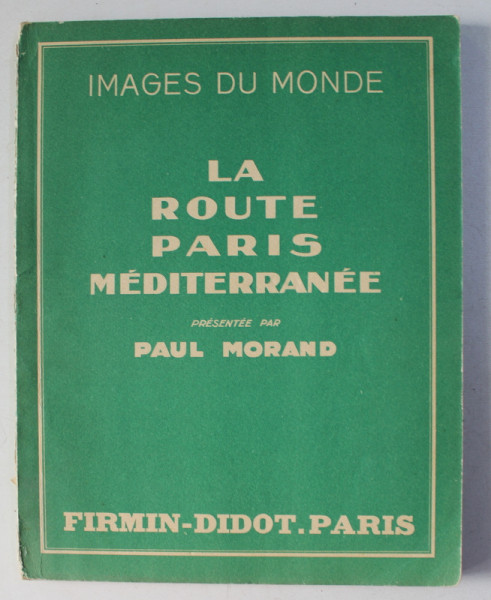 IMAGES DU MONDE
LA
ROUTE
PARIS
MÉDITERRANÉE
PRÉSENTÉE PAR
PAUL MORAND
FIRMIN-DIDOT.PARIS